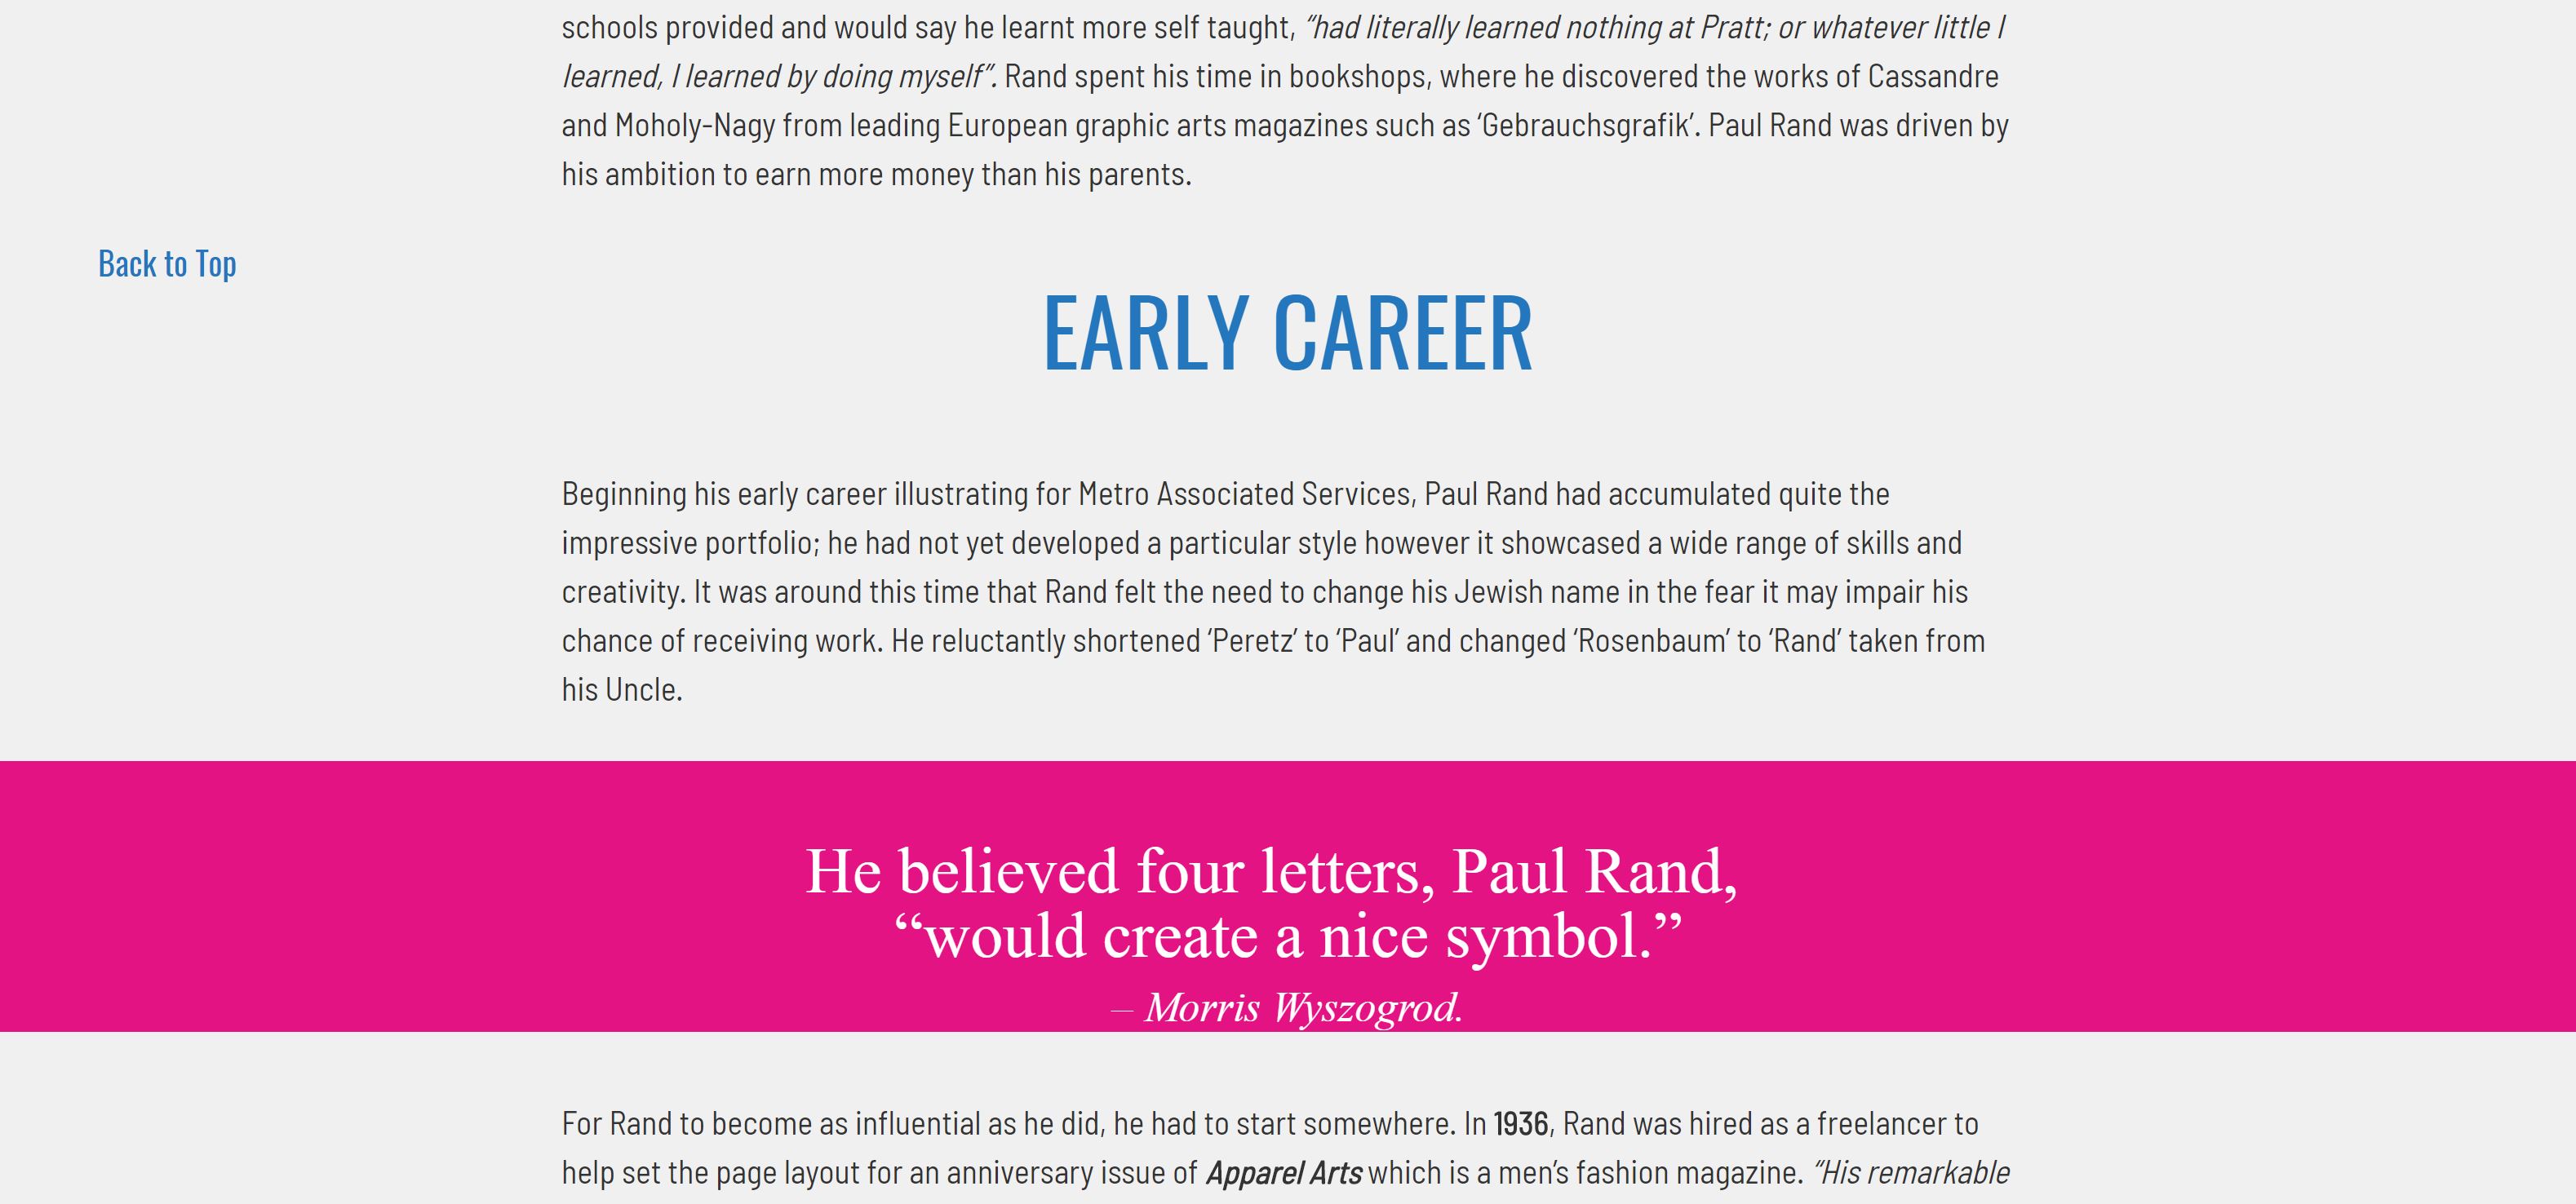 schools provided and would say he learnt more self taught, “had literally learned nothing at Pratt; or whatever little I
learned, I learned by doing myself”. Rand spent his time in bookshops, where he discovered the works of Cassandre
and Moholy-Nagy from leading European graphic arts magazines such as ‘Gebrauchsgrafik’. Paul Rand was driven by
his ambition to earn more money than his parents.
Back to Top
EARLY CAREER
Beginning his early career illustrating for Metro Associated Services, Paul Rand had accumulated quite the
impressive portfolio; he had not yet developed a particular style however it showcased a wide range of skills and
creativity. It was around this time that Rand felt the need to change his Jewish name in the fear it may impair his
chance of receiving work. He reluctantly shortened ‘Peretz’ to ‘Paul’ and changed ‘Rosenbaum’ to ‘Rand’ taken from
his Uncle.
He believed four letters, Paul Rand,
“would create a nice symbol.”
– Morris Wyszogrod.
For Rand to become as influential as he did, he had to start somewhere. In 1936, Rand was hired as a freelancer to
help set the page layout for an anniversary issue of Apparel Arts which is a men’s fashion magazine. “His remarkable